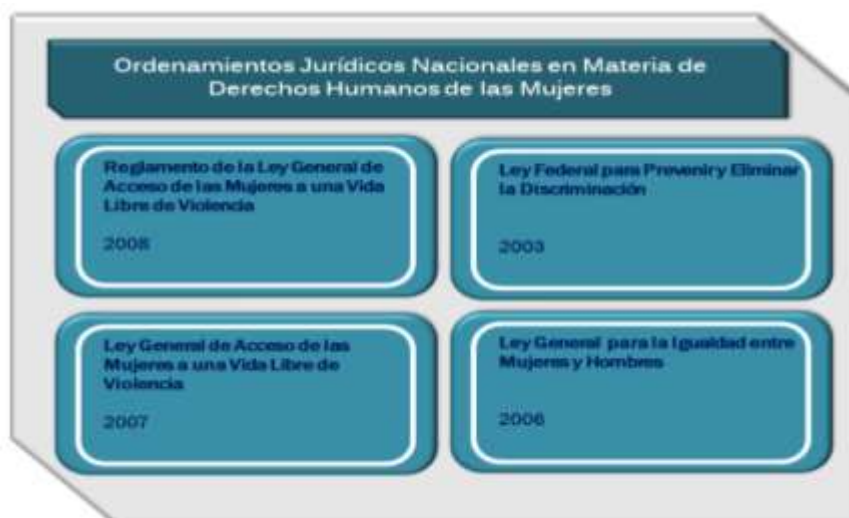 Ordenamientos Jurídicos Nacionales en Materia de
Derechos Humanos de las Mujeres
Reglamento de la Ley General de
Acceso de las Mujeres a una Vida
Libre de Violencia
2008
Ley Federal para Prevenir y Eliminar
la Discriminación
2003
Ley General de Acceso de las
Mujeres a una Vida Libre de
Violencia
2007
Ley General para la Igualdad entre
Mujeres y Hombres
2006